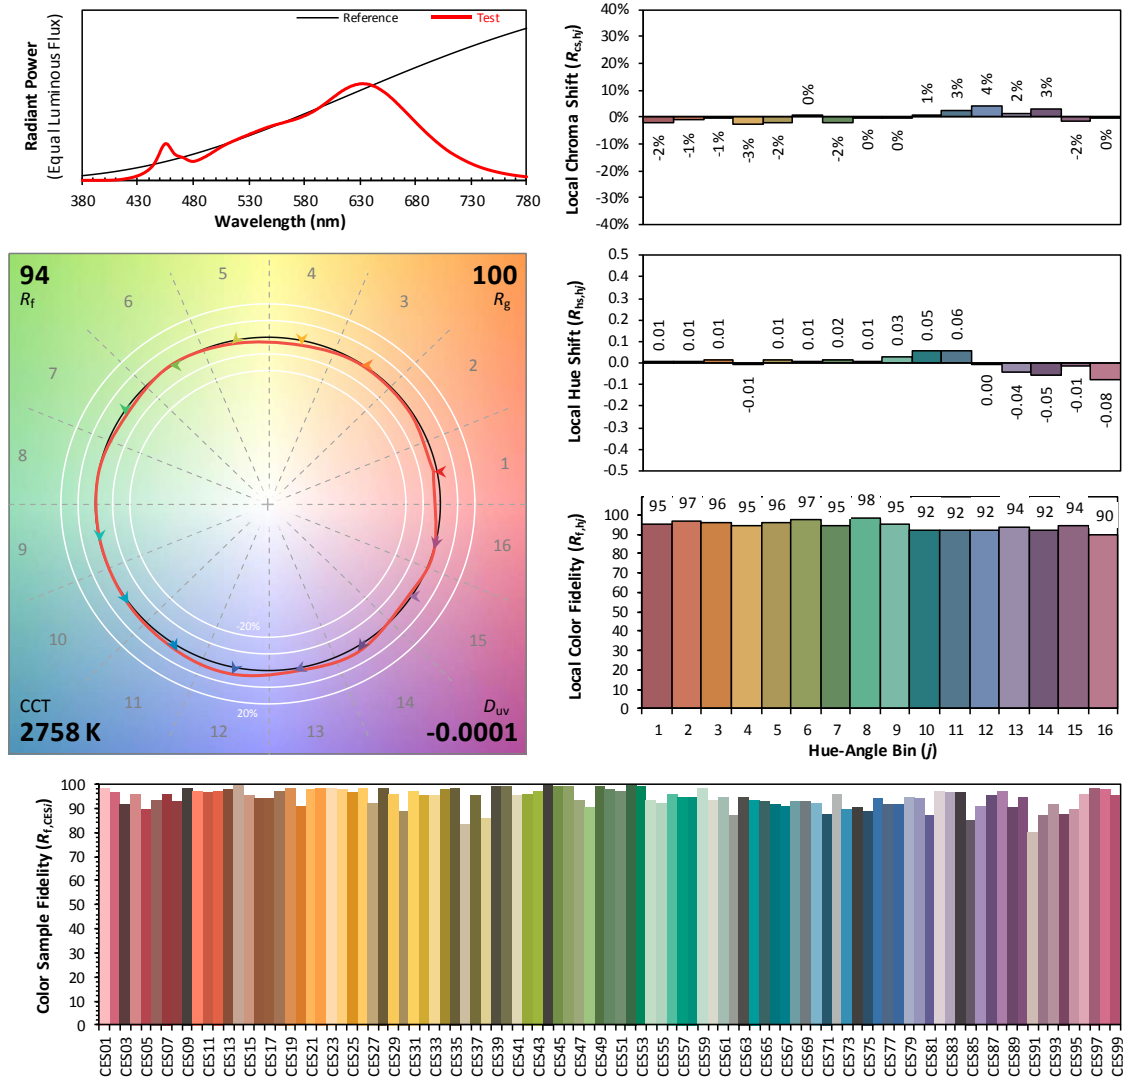 Radiant Power
(Equal Luminous Flux)
Reference
Test
380 430 480 530 580 630 680 730 780
Wavelength (nm)
Local Chroma Shift (Rcs,hj)
40%
30%
20%
10%
0%
-10%
-20%
-30%
-40%
-2% -1% -1% -3% -2% 0% -2% 0% 0% 1% 3% 4% 2% 3% -2% 0%
94
Rf
100
Rg
5 4
6 3
7 2
8 1
9 16
10 15
11 14
12 13
-20%
20%
CCT
2758 K
Duv
-0.0001
Local Hue Shift (Rhs,hj)
0.5
0.4
0.3
0.2
0.1
0.0
-0.1
-0.2
-0.3
-0.4
-0.5
0.01 0.01 0.01 -0.01 0.01 0.01 0.02 0.01 0.03 0.05 0.06 0.00 -0.04 -0.05 -0.01 -0.08
Local Color Fidelity (Rf,hj)
100
90
80
70
60
50
40
30
20
10
0
95 97 96 95 96 97 95 98 95 92 92 92 94 92 94 90
1 2 3 4 5 6 7 8 9 10 11 12 13 14 15 16
Hue-Angle Bin (j)
Color Sample Fidelity (Rf,CESi)
100
90
80
70
60
50
40
30
20
10
0
CES01 CES03 CES05 CES07 CES09 CES11 CES13 CES15 CES17 CES19 CES21 CES23 CES25 CES27 CES29 CES31 CES33 CES35 CES37 CES39 CES41 CES43 CES45 CES47 CES49 CES51 CES53 CES55 CES57 CES59 CES61 CES63 CES65 CES67 CES69 CES71 CES73 CES75 CES77 CES79 CES81 CES83 CES85 CES87 CES89 CES91 CES93 CES95 CES97 CES99